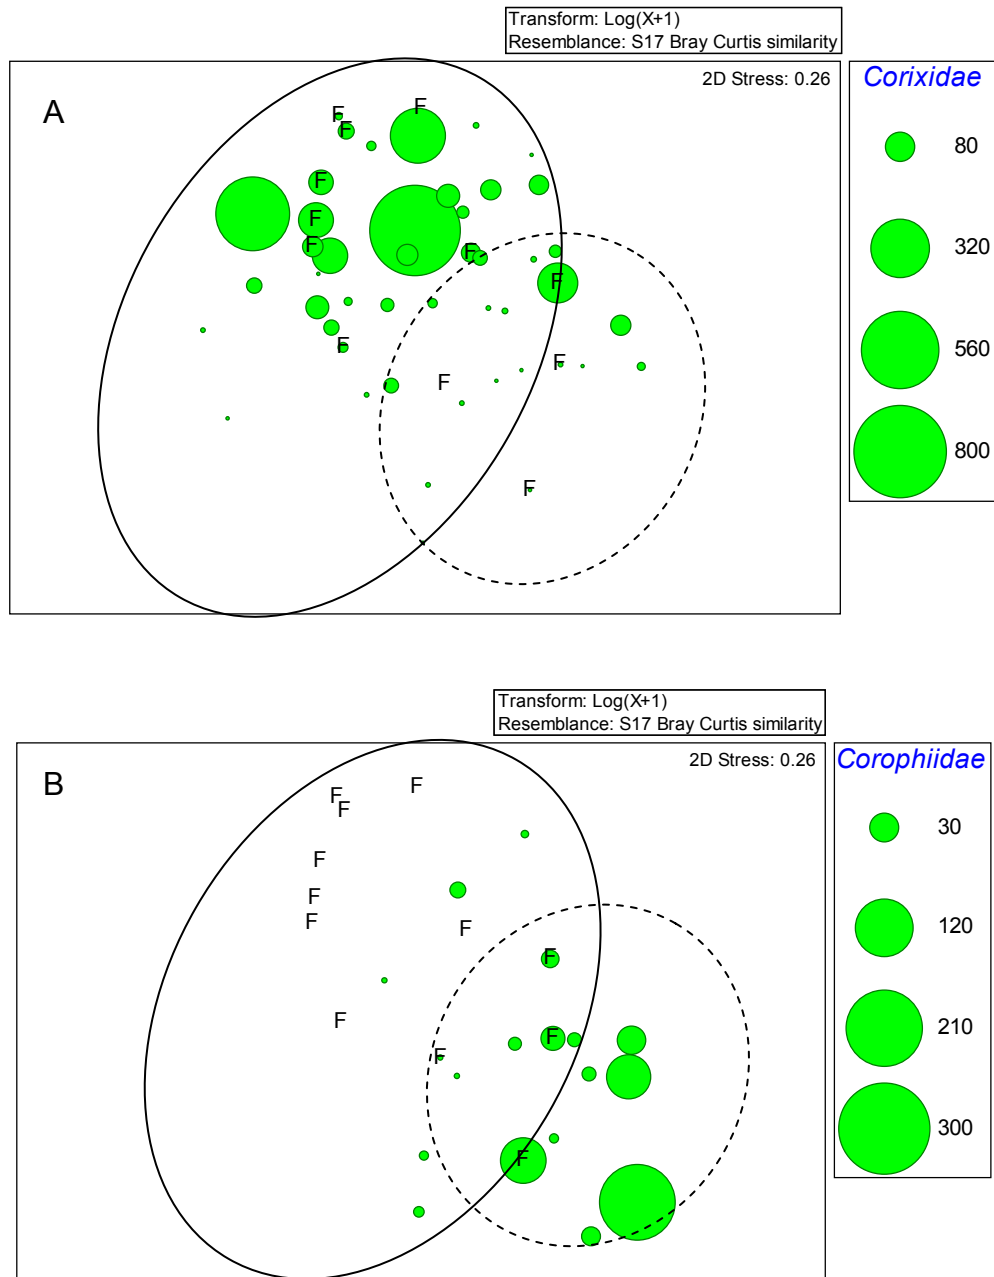 Transform: Log(X+1)
Resemblance: S17 Bray Curtis similarity
A
2D Stress: 0.26
Corixidae
80
320
560
800
F
F
F
F
F
F
F
F
F
F
F
F
F
Transform: Log(X+1)
Resemblance: S17 Bray Curtis similarity
B
2D Stress: 0.26
Corophiidae
30
120
210
300
F
F
F
F
F
F
F
F
F
F
F
F